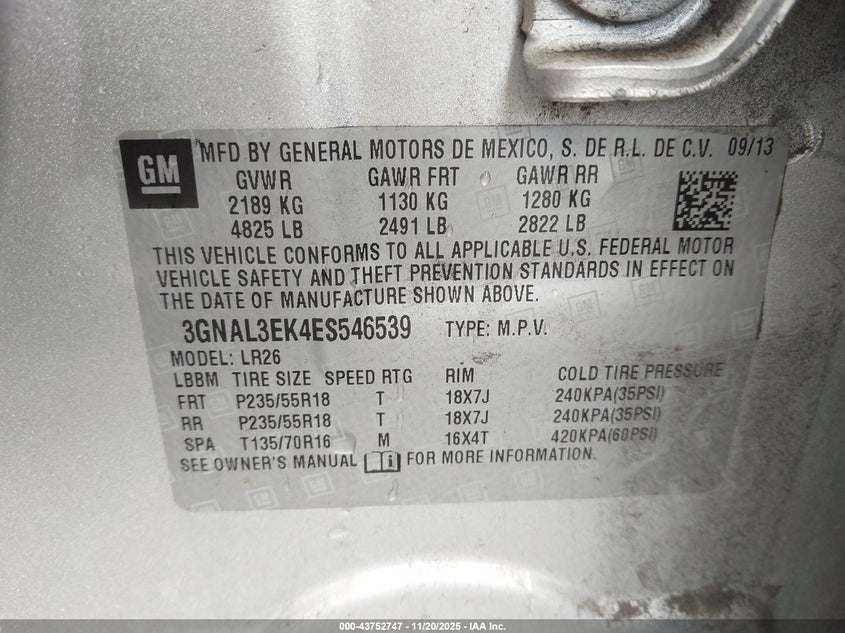 GM
MFD BY GENERAL MOTORS DE MEXICO, S. DE R.L. DE C.V. 09/13
GVWR GAWR FRT GAWR RR
2189 KG 1130 KG 1280 KG
4825 LB 2491 LB 2822 LB
THIS VEHICLE CONFORMS TO ALL APPLICABLE U.S. FEDERAL MOTOR
VEHICLE SAFETY AND THEFT PREVENTION STANDARDS IN EFFECT ON
THE DATE OF MANUFACTURE SHOWN ABOVE.
3GNAL3EK4ES546539 TYPE: M.P.V.
MODEL: LR26
LBBM TIRE SIZE SPEED RTG RIM COLD TIRE PRESSURE
FRT P235/55R18 T 18X7J 240KPA(35PSI)
RR P235/55R18 T 18X7J 240KPA(35PSI)
SPA T135/70R16 M 16X4T 420KPA(60PSI)
SEE OWNER'S MANUAL FOR MORE INFORMATION.
000-43752747 - 11/20/2025 - IAA Inc.